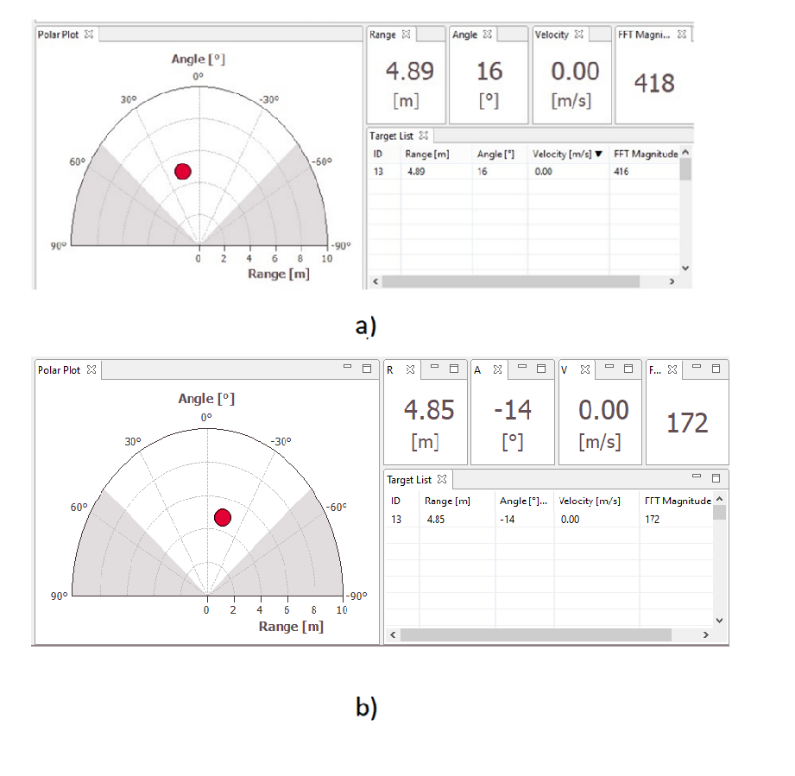 Polar Plot Range Angle Velocity FFT Magni...
Angle [°]
0°
30° -30°
60° -60°
90° -90°
0 2 4 6 8 10
Range [m]
4.89 16 0.00 418
[m] [°] [m/s]
Target List
ID Range [m] Angle [°] Velocity [m/s] ▼ FFT Magnitude
13 4.89 16 0.00 416
a)
Polar Plot R A V F...
Angle [°]
0°
30° -30°
60° -60°
90° -90°
0 2 4 6 8 10
Range [m]
4.85 -14 0.00 172
[m] [°] [m/s]
Target List
ID Range [m] Angle [°]... Velocity [m/s] FFT Magnitude
13 4.85 -14 0.00 172
b)